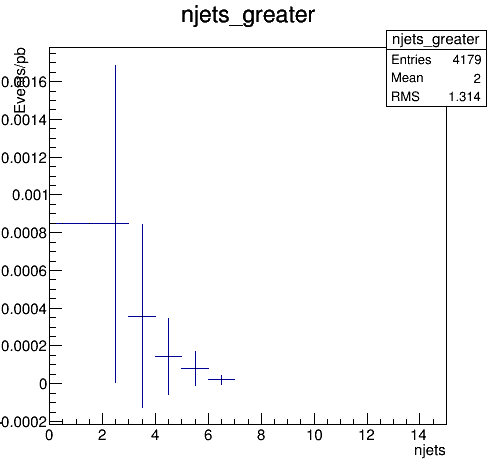 njets_greater
njets_greater
Entries 4179
Mean 2
RMS 1.314
Events/pb
0.0016
0.0014
0.0012
0.001
0.0008
0.0006
0.0004
0.0002
0
-0.0002
0 2 4 6 8 10 12 14
njets